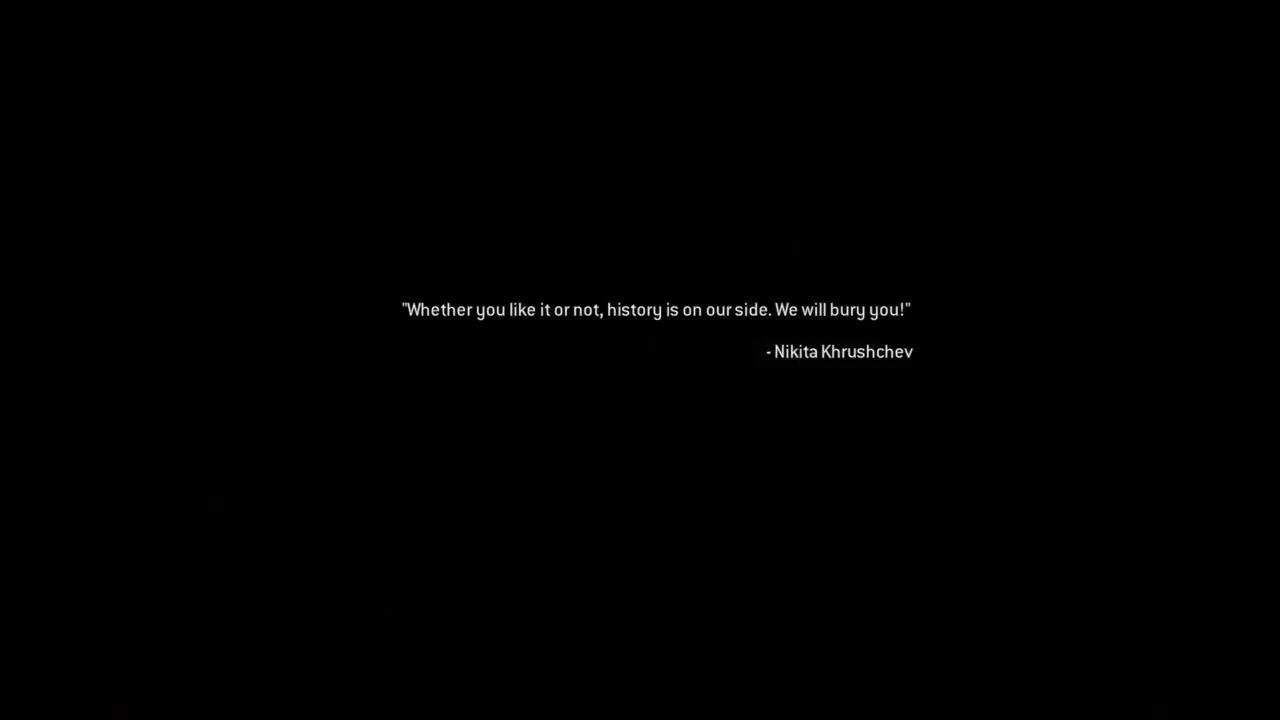 "Whether you like it or not, history is on our side. We will bury you!"
- Nikita Khrushchev